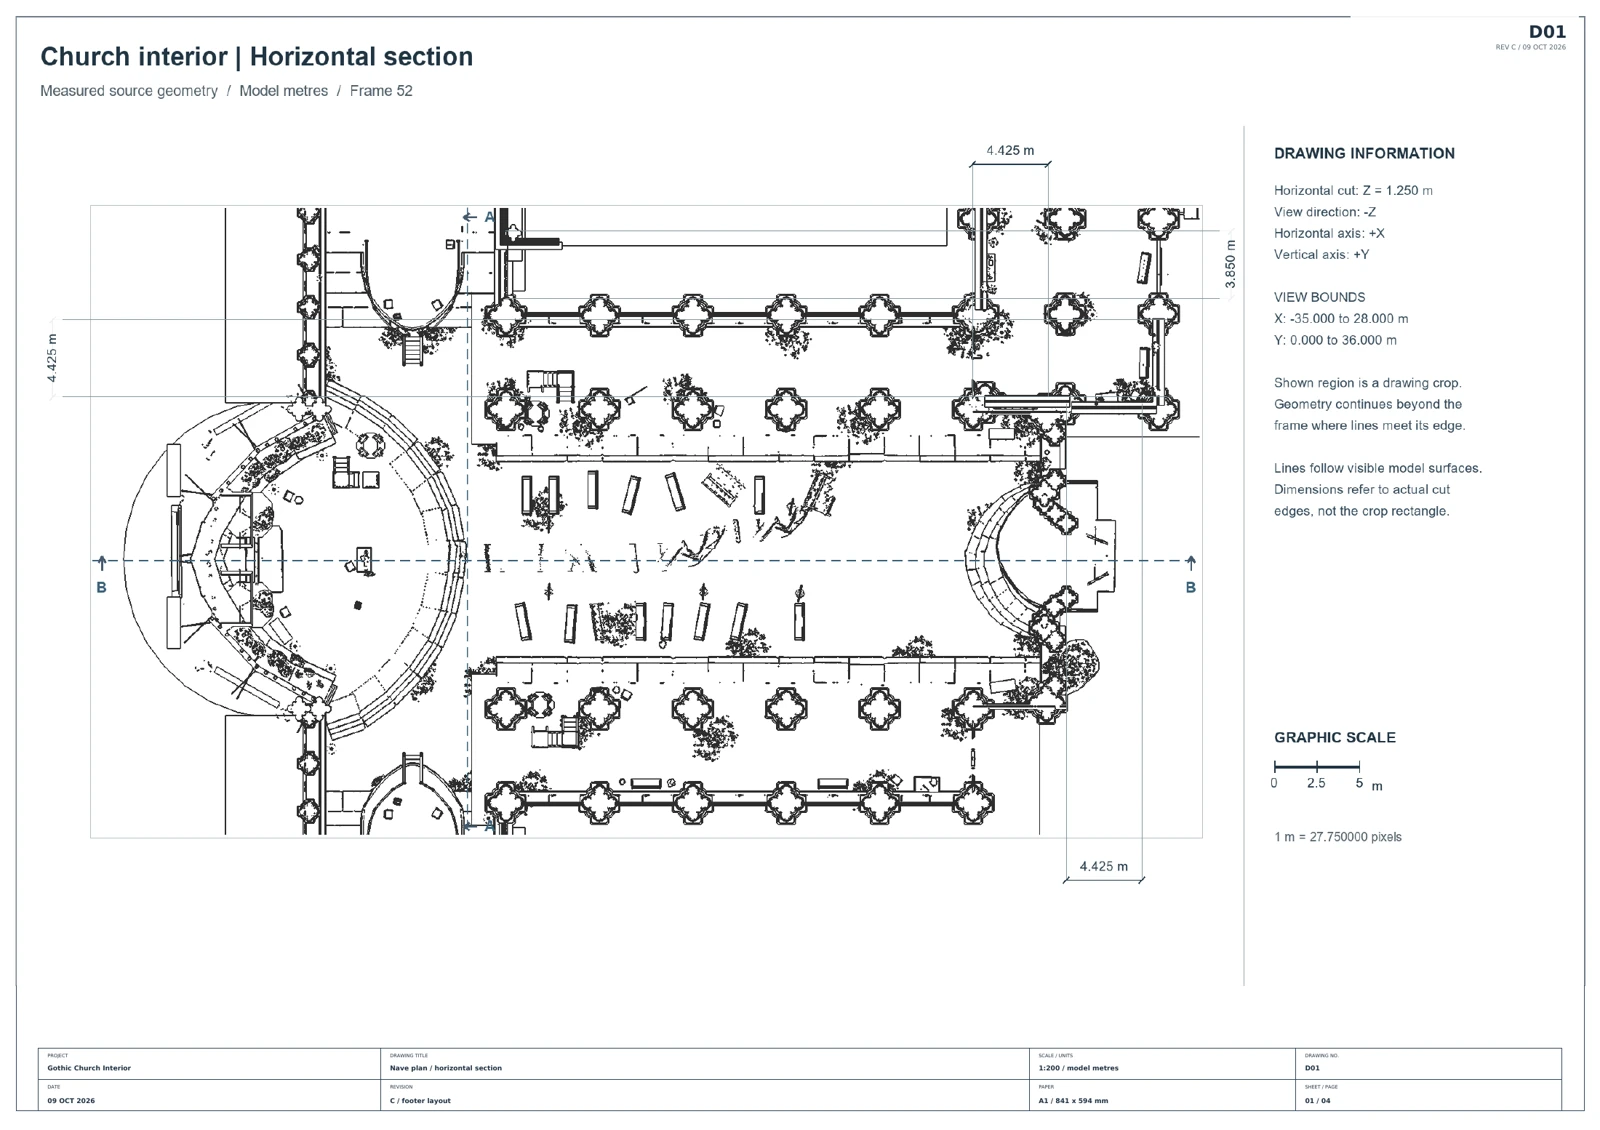 Church interior | Horizontal section
Measured source geometry / Model metres / Frame 52
D01
REV C / 09 OCT 2026
4.425 m
3.850 m
4.425 m
4.425 m
A
A
B
B
DRAWING INFORMATION
Horizontal cut: Z = 1.250 m
View direction: -Z
Horizontal axis: +X
Vertical axis: +Y
VIEW BOUNDS
X: -35.000 to 28.000 m
Y: 0.000 to 36.000 m
Shown region is a drawing crop.
Geometry continues beyond the
frame where lines meet its edge.
Lines follow visible model surfaces.
Dimensions refer to actual cut
edges, not the crop rectangle.
GRAPHIC SCALE
0 2.5 5 m
1 m = 27.750000 pixels
PROJECT
Gothic Church Interior
DRAWING TITLE
Nave plan / horizontal section
SCALE / UNITS
1:200 / model metres
DRAWING NO.
D01
DATE
09 OCT 2026
REVISION
C / footer layout
PAPER
A1 / 841 x 594 mm
SHEET / PAGE
01 / 04